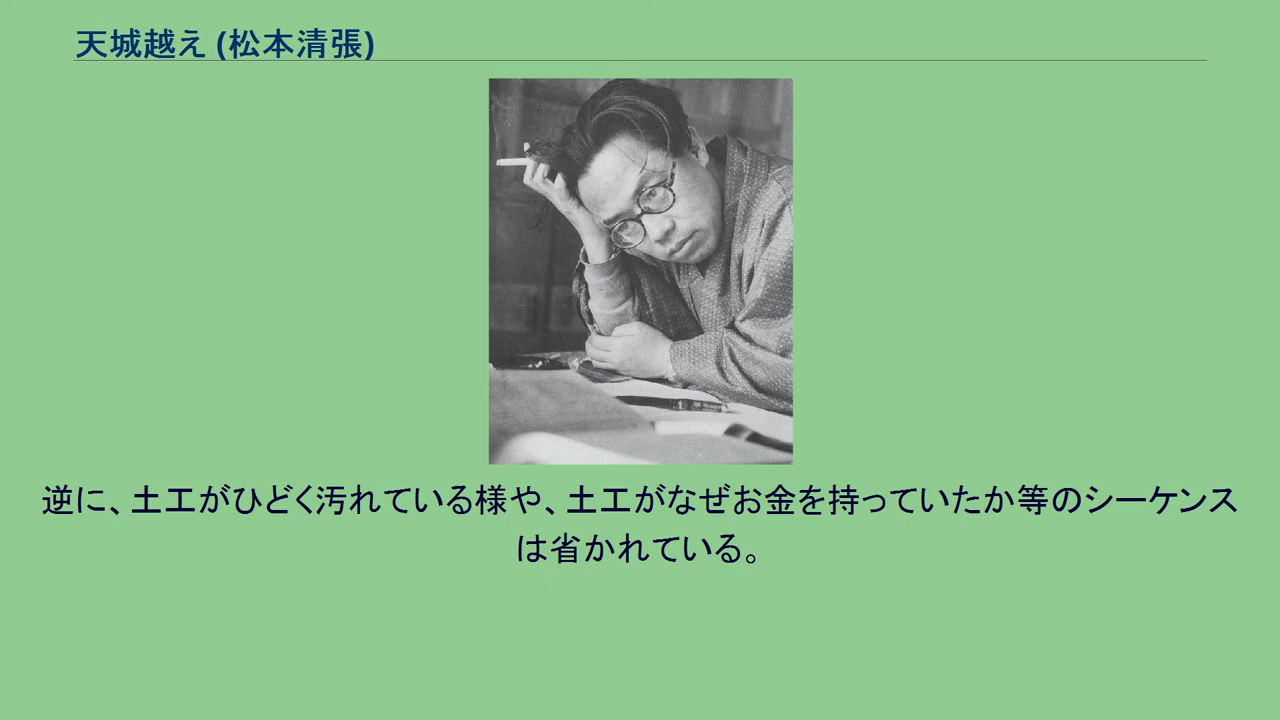 天城越え (松本清張)
逆に、土工がひどく汚れている様や、土工がなぜお金を持っていたか等のシーケンス
は省かれている。